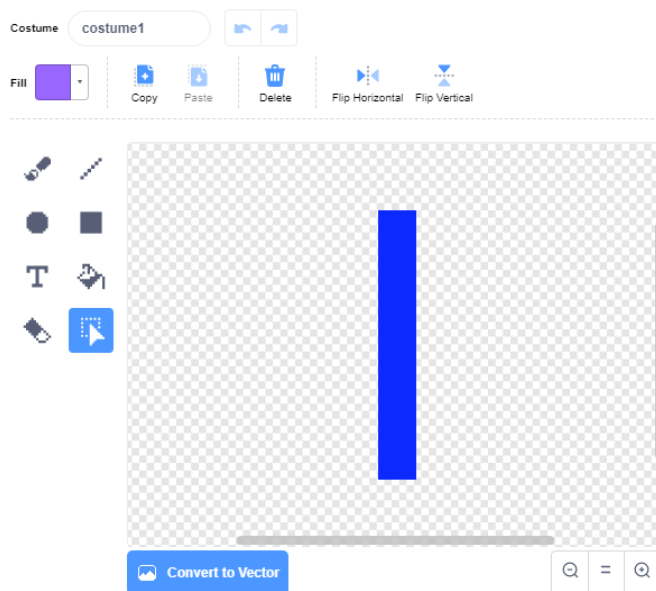 Costume costume1
Fill
Copy Paste Delete Flip Horizontal Flip Vertical
T
Convert to Vector